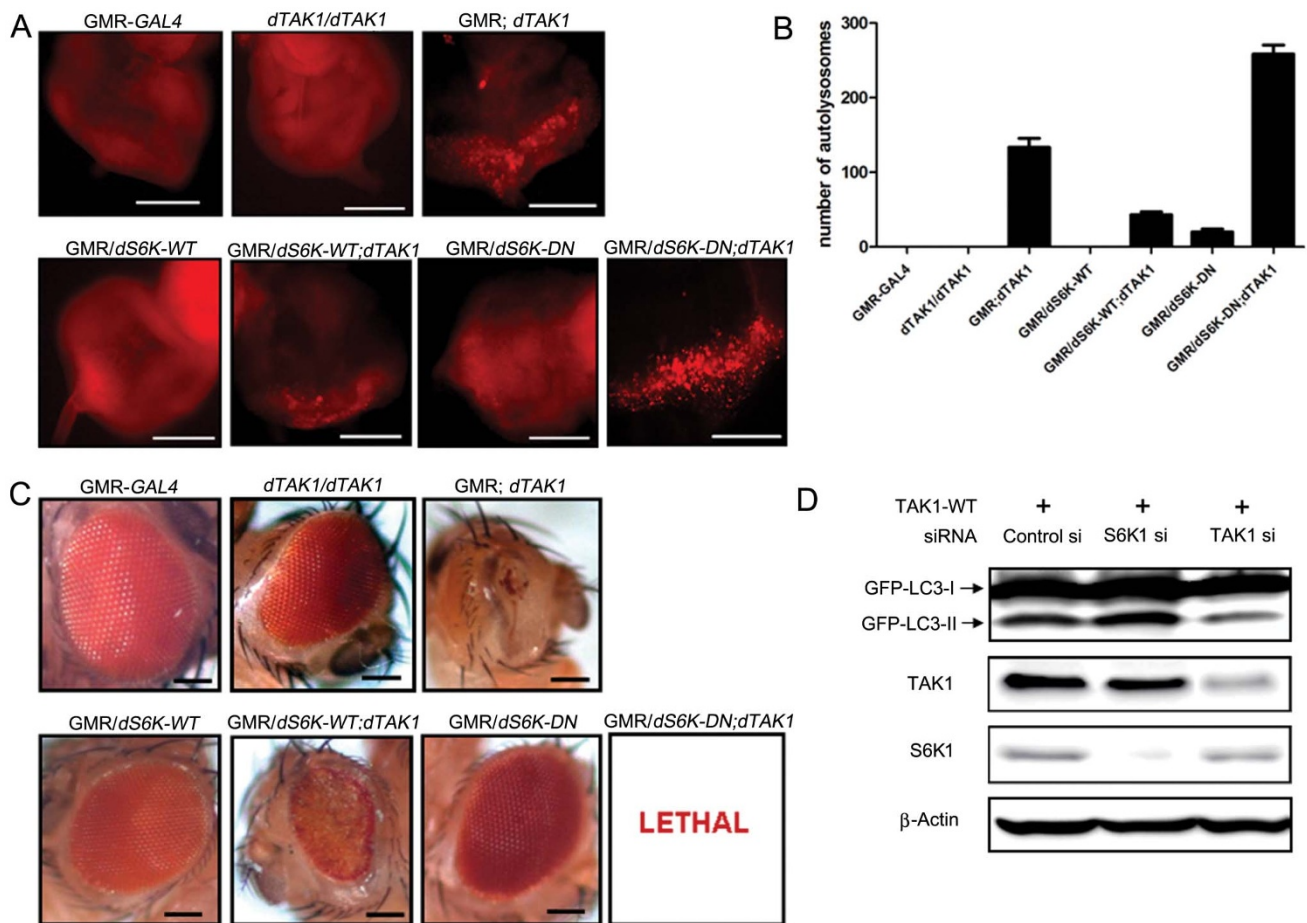 A
GMR-GAL4
dTAK1/dTAK1
GMR; dTAK1
GMR/dS6K-WT
GMR/dS6K-WT;dTAK1
GMR/dS6K-DN
GMR/dS6K-DN;dTAK1
B
number of autolysosomes
300
200
100
0
GMR-GAL4
dTAK1/dTAK1
GMR;dTAK1
GMR/dS6K-WT
GMR/dS6K-WT;dTAK1
GMR/dS6K-DN
GMR/dS6K-DN;dTAK1
C
GMR-GAL4
dTAK1/dTAK1
GMR; dTAK1
GMR/dS6K-WT
GMR/dS6K-WT;dTAK1
GMR/dS6K-DN
GMR/dS6K-DN;dTAK1
LETHAL
D
TAK1-WT + + +
siRNA Control si S6K1 si TAK1 si
GFP-LC3-I
GFP-LC3-II
TAK1
S6K1
β-Actin